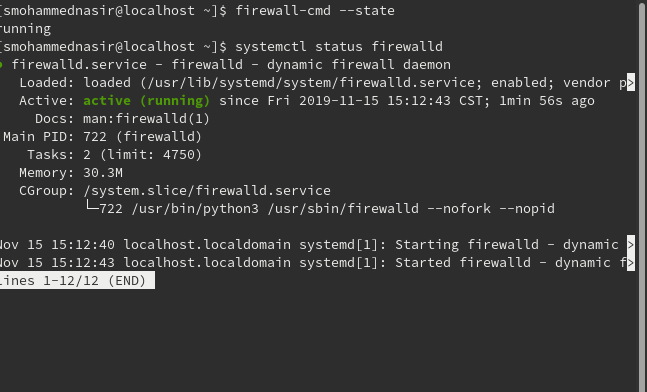 [smohammednasir@localhost ~]$ firewall-cmd --state
running
[smohammednasir@localhost ~]$ systemctl status firewalld
● firewalld.service - firewalld - dynamic firewall daemon
Loaded: loaded (/usr/lib/systemd/system/firewalld.service; enabled; vendor p>
Active: active (running) since Fri 2019-11-15 15:12:43 CST; 1min 56s ago
Docs: man:firewalld(1)
Main PID: 722 (firewalld)
Tasks: 2 (limit: 4750)
Memory: 30.3M
CGroup: /system.slice/firewalld.service
└─722 /usr/bin/python3 /usr/sbin/firewalld --nofork --nopid
Nov 15 15:12:40 localhost.localdomain systemd[1]: Starting firewalld - dynamic >
Nov 15 15:12:43 localhost.localdomain systemd[1]: Started firewalld - dynamic f>
lines 1-12/12 (END)